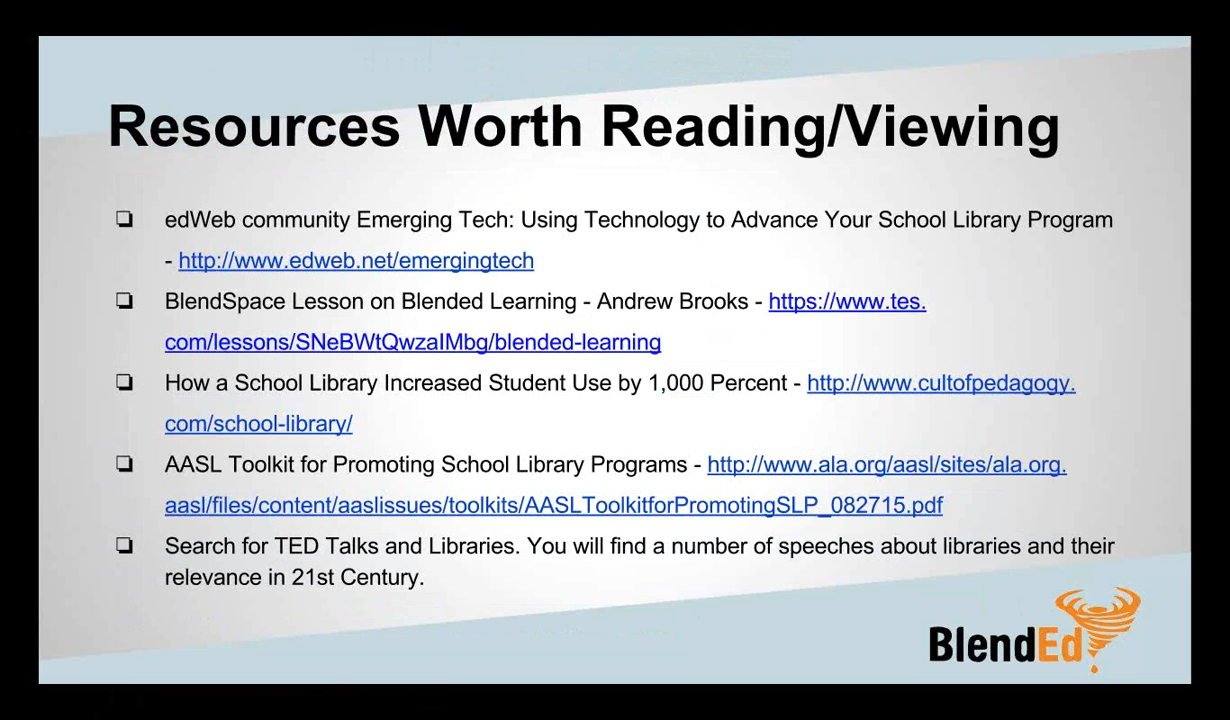 Resources Worth Reading/Viewing
❏ edWeb community Emerging Tech: Using Technology to Advance Your School Library Program
- http://www.edweb.net/emergingtech
❏ BlendSpace Lesson on Blended Learning - Andrew Brooks - https://www.tes.
com/lessons/SNeBWtQwzaIMbg/blended-learning
❏ How a School Library Increased Student Use by 1,000 Percent - http://www.cultofpedagogy.
com/school-library/
❏ AASL Toolkit for Promoting School Library Programs - http://www.ala.org/aasl/sites/ala.org.
aasl/files/content/aaslissues/toolkits/AASLToolkitforPromotingSLP_082715.pdf
❏ Search for TED Talks and Libraries. You will find a number of speeches about libraries and their
relevance in 21st Century.
BlendEd